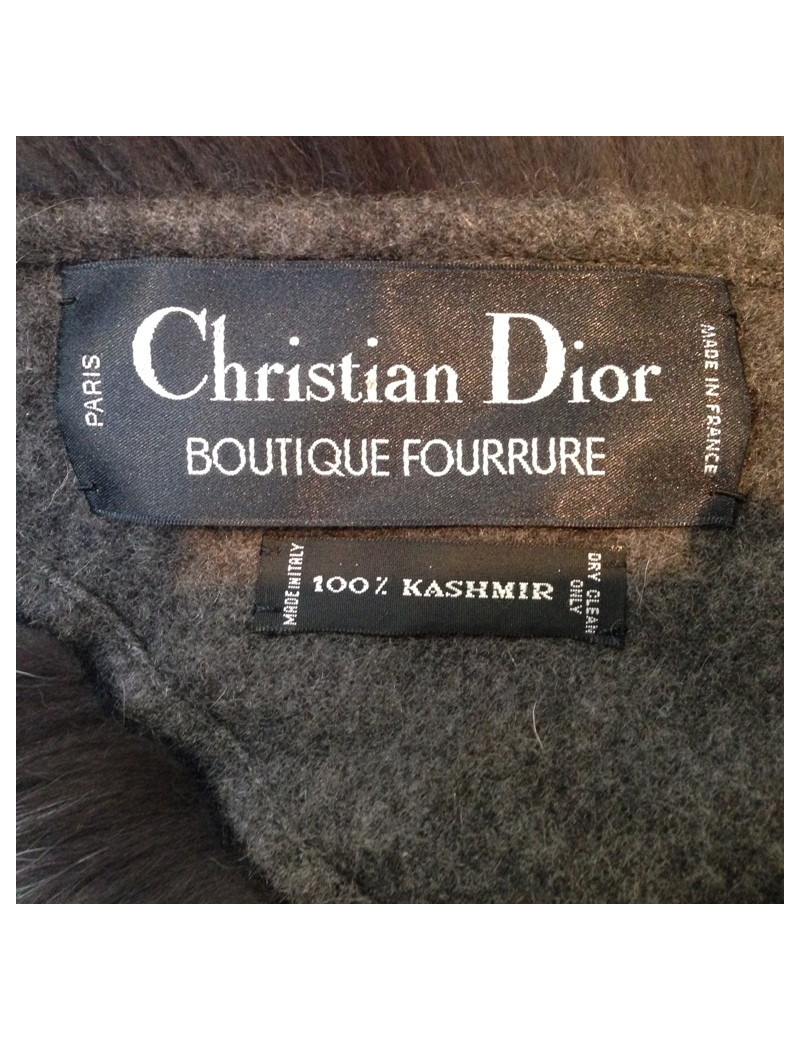 PARIS
Christian Dior
BOUTIQUE FOURRURE
MADE IN FRANCE
MADE IN ITALY
100% KASHMIR
DRY CLEAN
ONLY